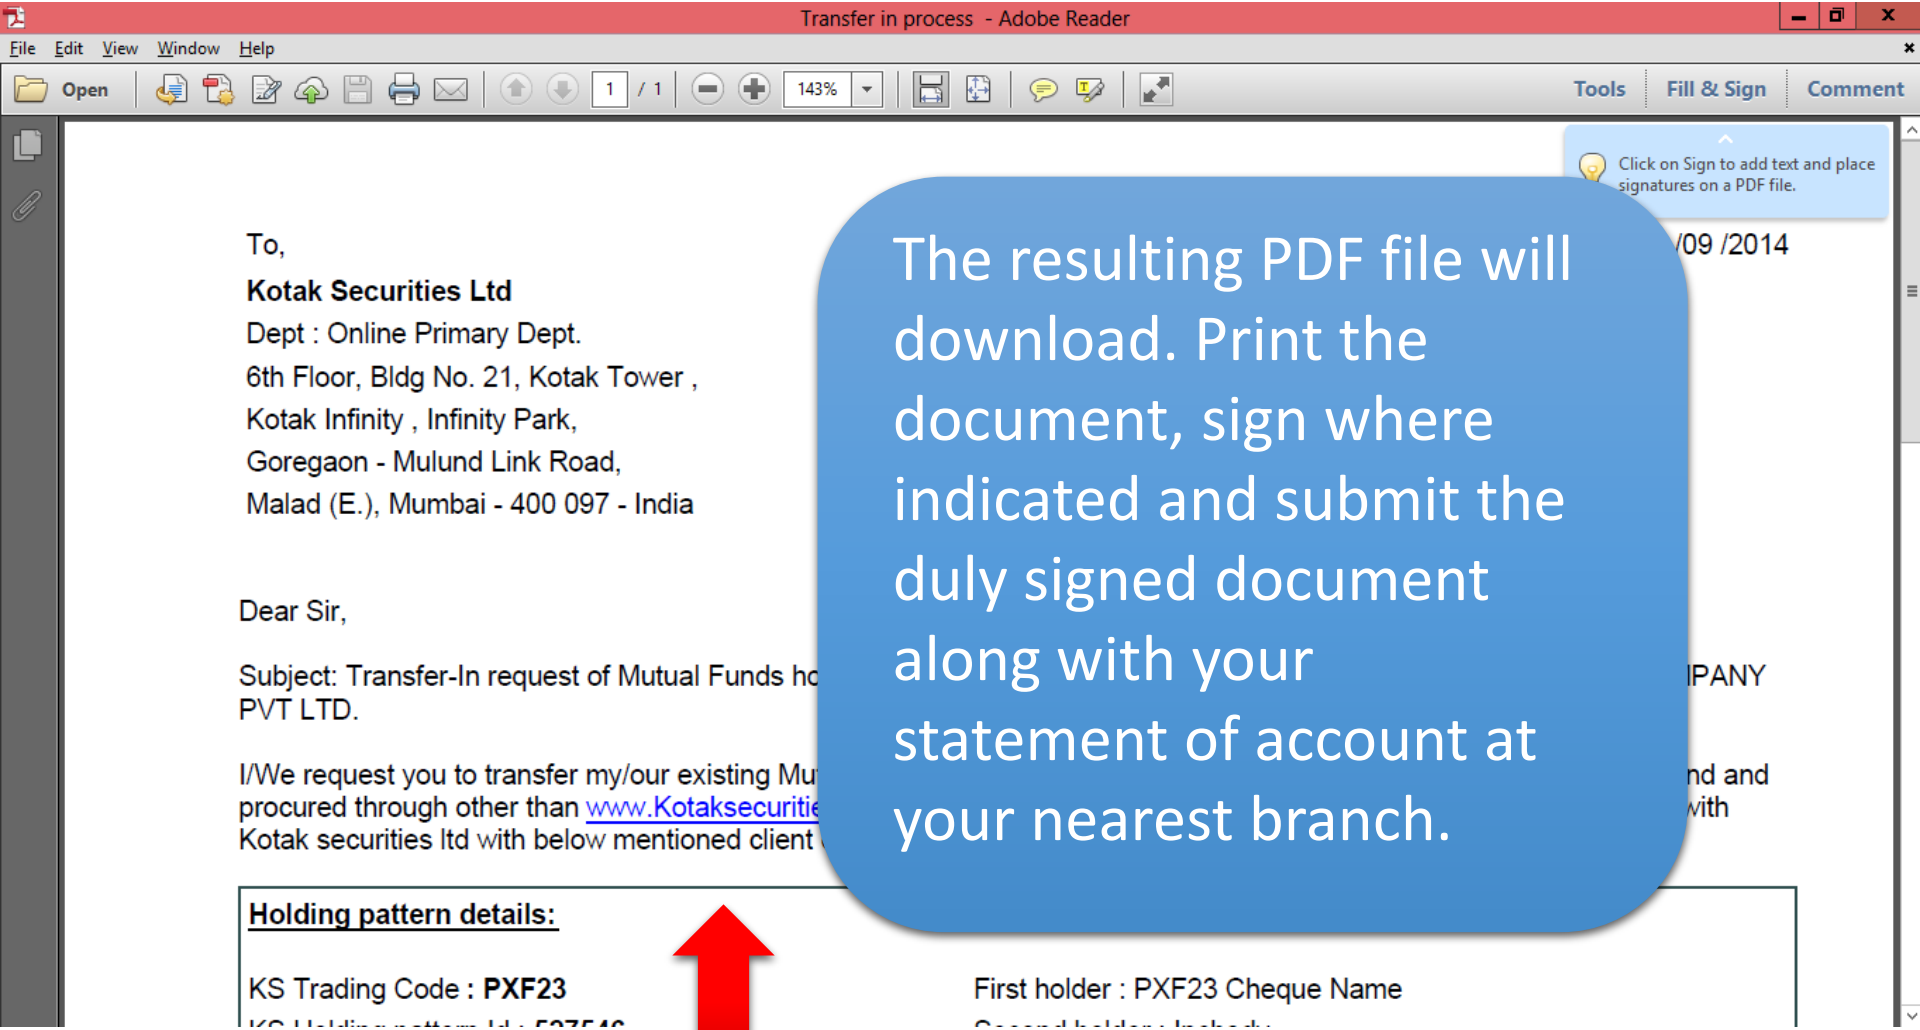 Transfer in process - Adobe Reader
File Edit View Window Help
Open 1 / 1 143% Tools Fill & Sign Comment
Click on Sign to add text and place
signatures on a PDF file.
To,
/09 /2014
Kotak Securities Ltd
Dept : Online Primary Dept.
6th Floor, Bldg No. 21, Kotak Tower ,
Kotak Infinity , Infinity Park,
Goregaon - Mulund Link Road,
Malad (E.), Mumbai - 400 097 - India
Dear Sir,
Subject: Transfer-In request of Mutual Funds
PVT LTD.
I/We request you to transfer my/our existing nd and
procured through other than www.Kotaksecuritie with
Kotak securities ltd with below mentioned client
The resulting PDF file will
download. Print the
document, sign where
indicated and submit the
duly signed document
along with your
statement of account at
your nearest branch.
Holding pattern details:
KS Trading Code : PXF23 First holder : PXF23 Cheque Name